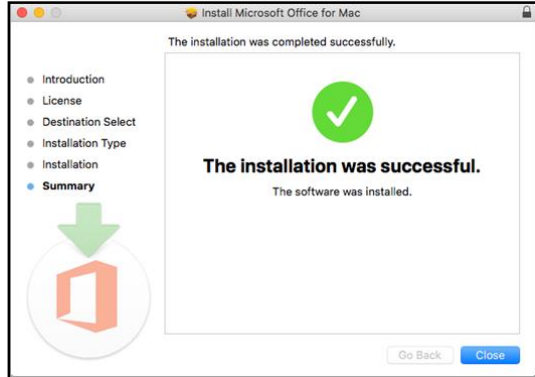 Install Microsoft Office for Mac
The installation was completed successfully.
Introduction
License
Destination Select
Installation Type
Installation
Summary
The installation was successful.
The software was installed.
Go Back
Close